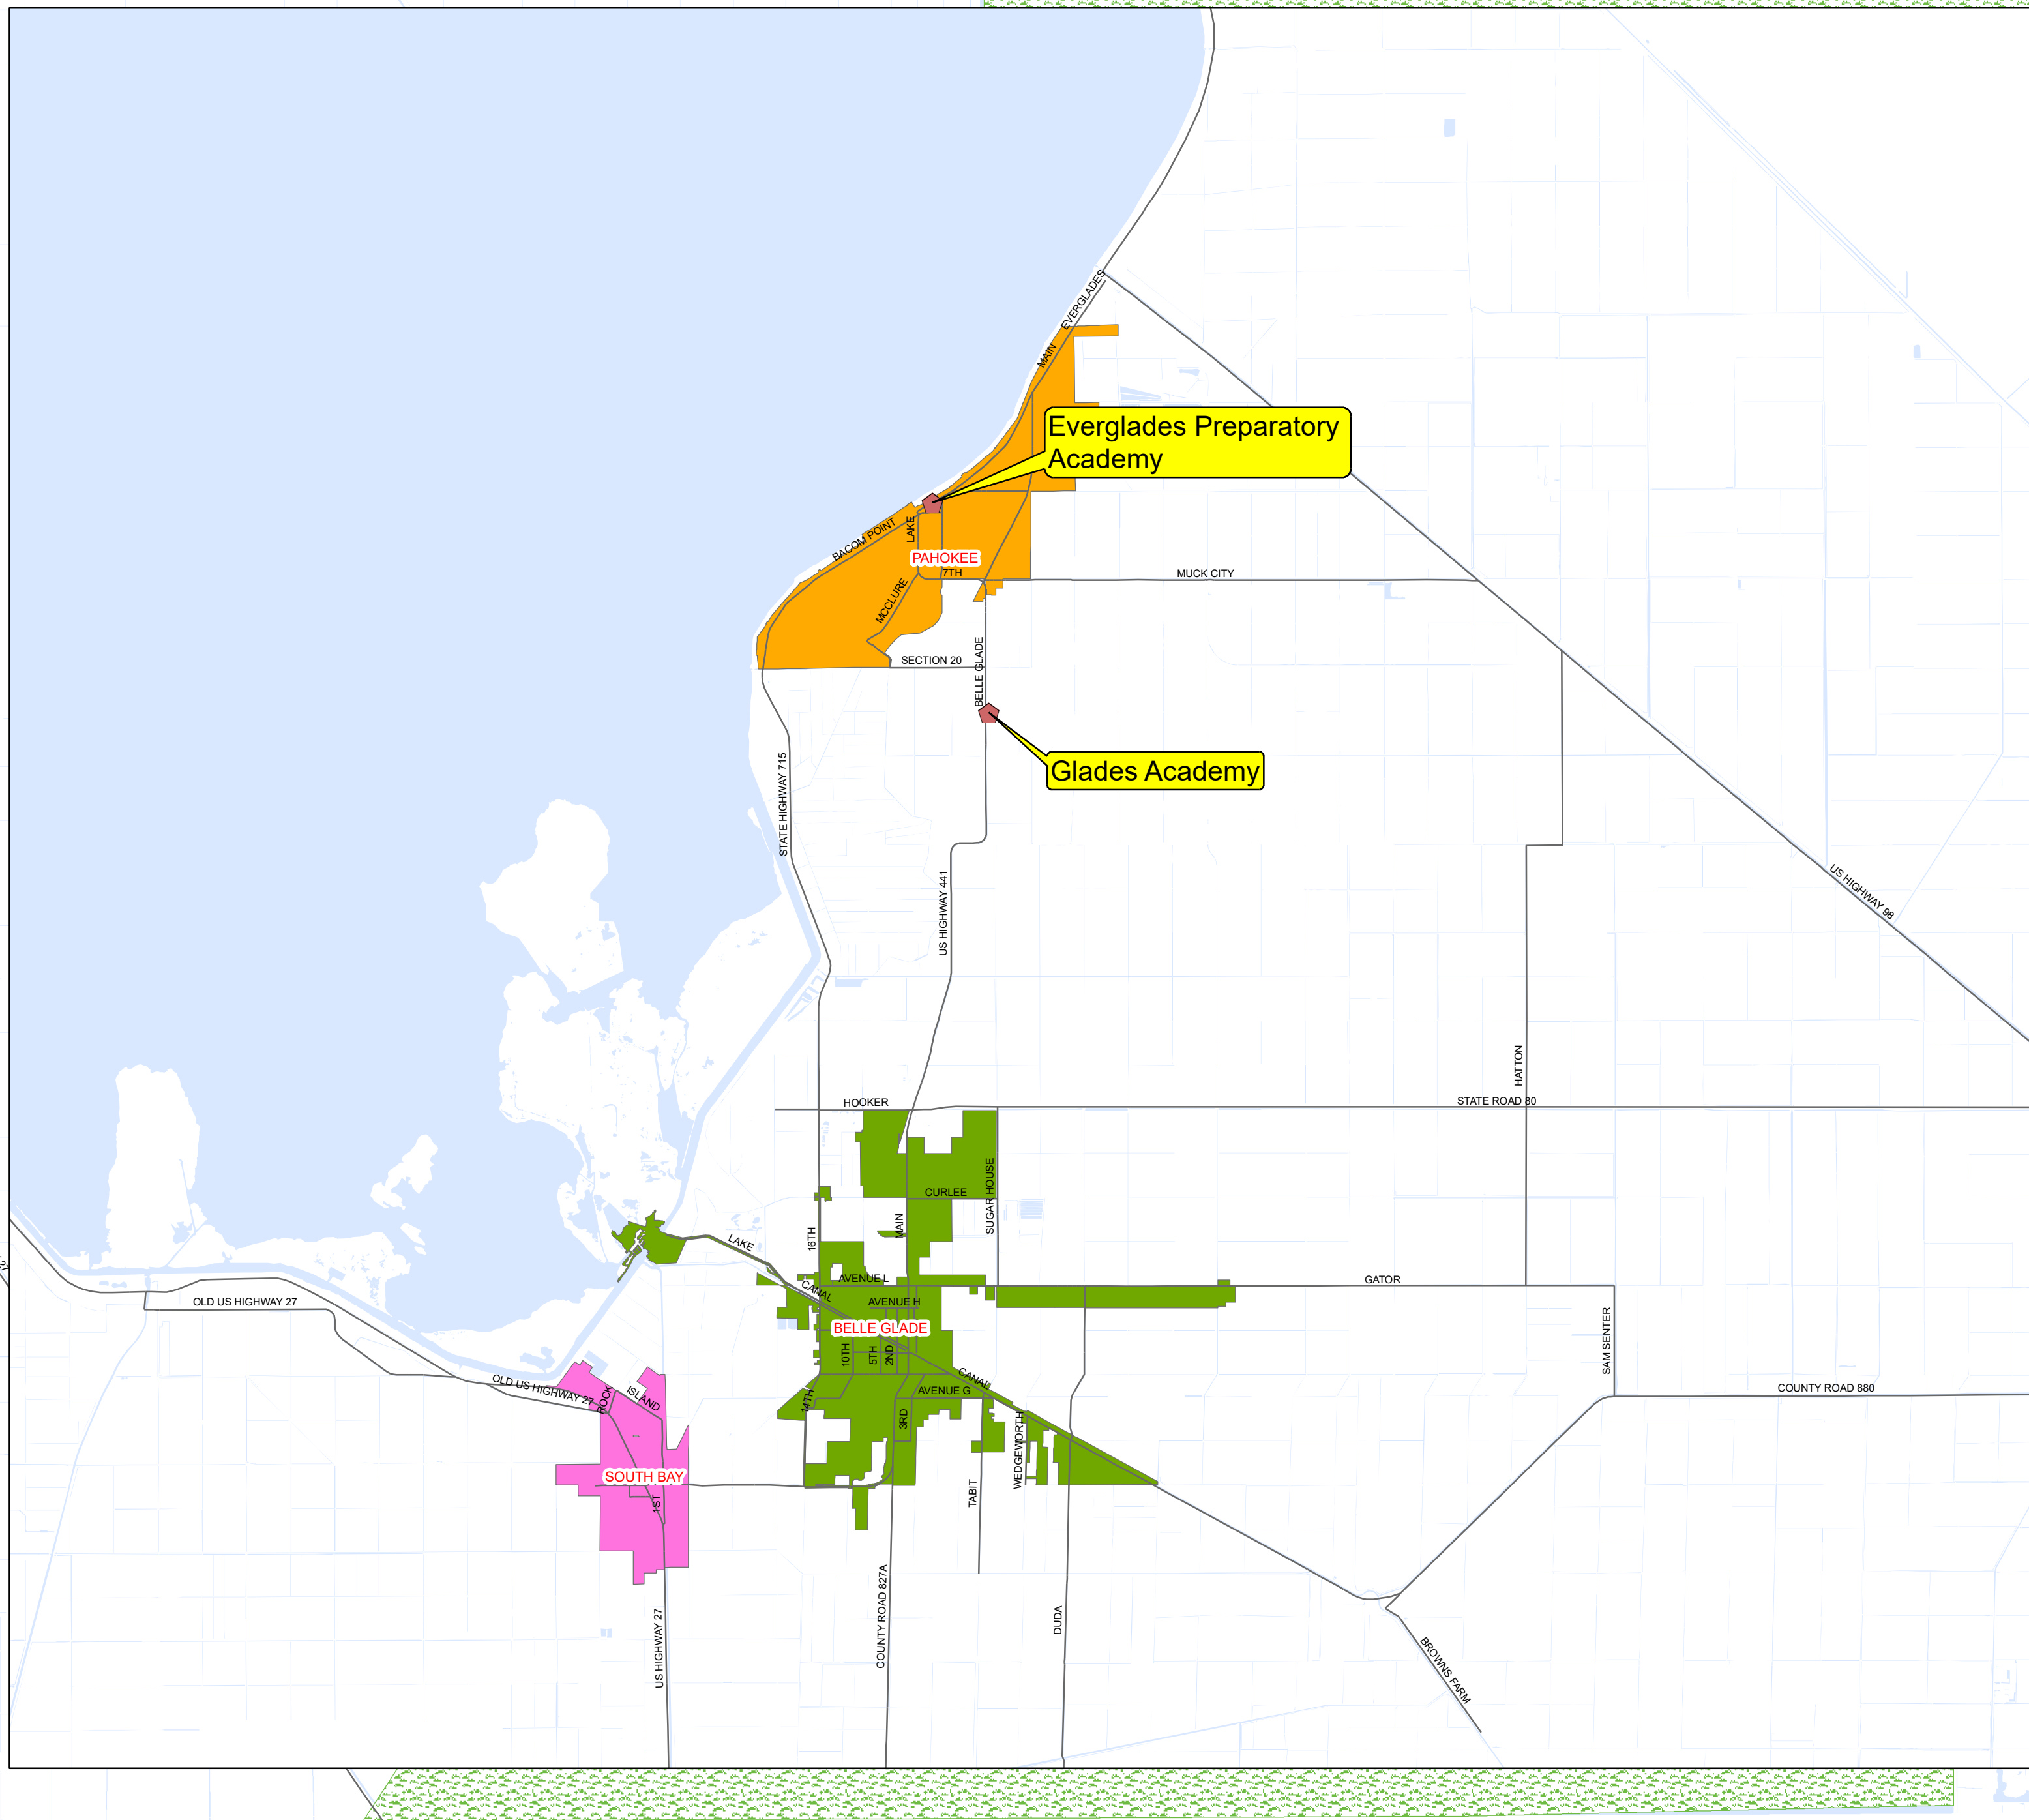 EVERGLADES
MAIN
Everglades Preparatory
Academy
BACOM POINT
LAKE
PAHOKEE
7TH
MUCK CITY
MCCLURE
SECTION 20
BELLE GLADE
Glades Academy
STATE HIGHWAY 715
US HIGHWAY 441
US HIGHWAY 98
HATTON
HOOKER
STATE ROAD 80
CURLEE
SUGAR HOUSE
MAIN
16TH
LAKE
27
AVENUE L
GATOR
CANAL
OLD US HIGHWAY 27
AVENUE H
BELLE GLADE
10TH
5TH
2ND
SAM SENTER
CANAL
OLD US HIGHWAY 27
ROCK
ISLAND
14TH
AVENUE G
COUNTY ROAD 880
3RD
WEDGEWORTH
SOUTH BAY
1ST
TABIT
COUNTY ROAD 827A
DUDA
US HIGHWAY 27
BROWNS FARM